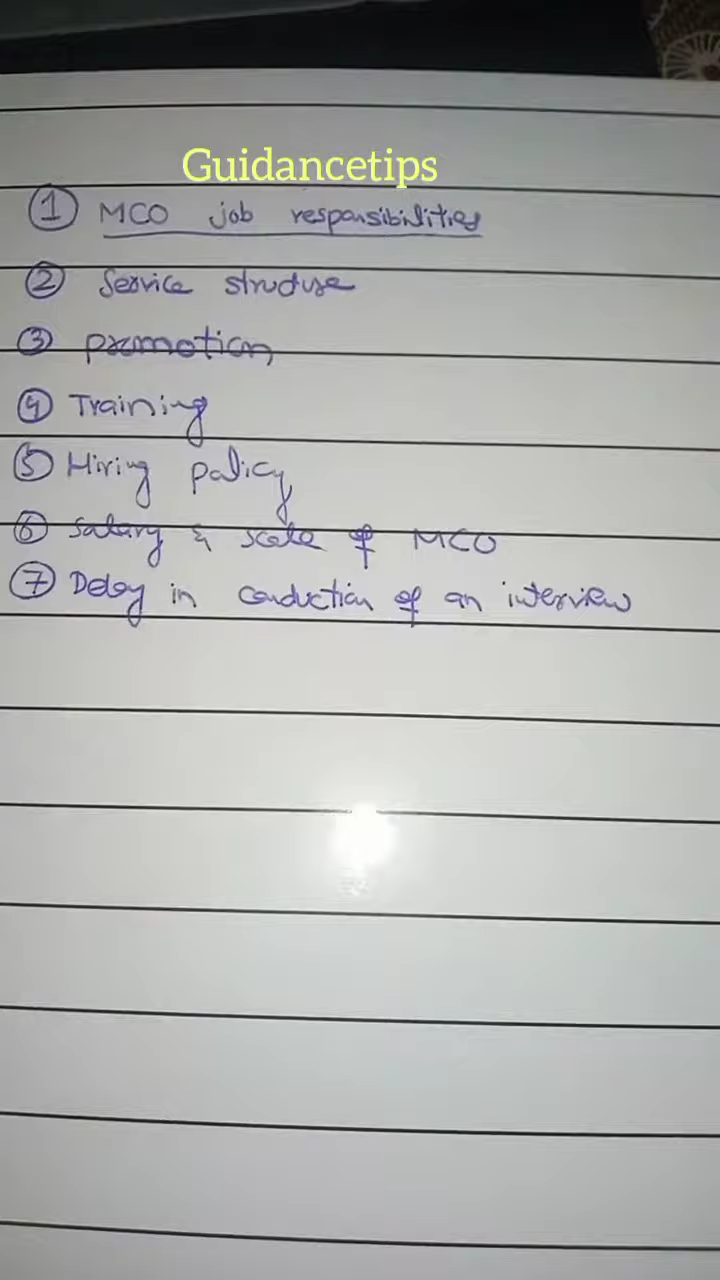 Guidancetips
① MCO job responsibilities
② Service structure
③ promotion
④ Training
⑤ Hiring policy
⑥ Salary & scale of MCO
⑦ Delay in conduction of an interview